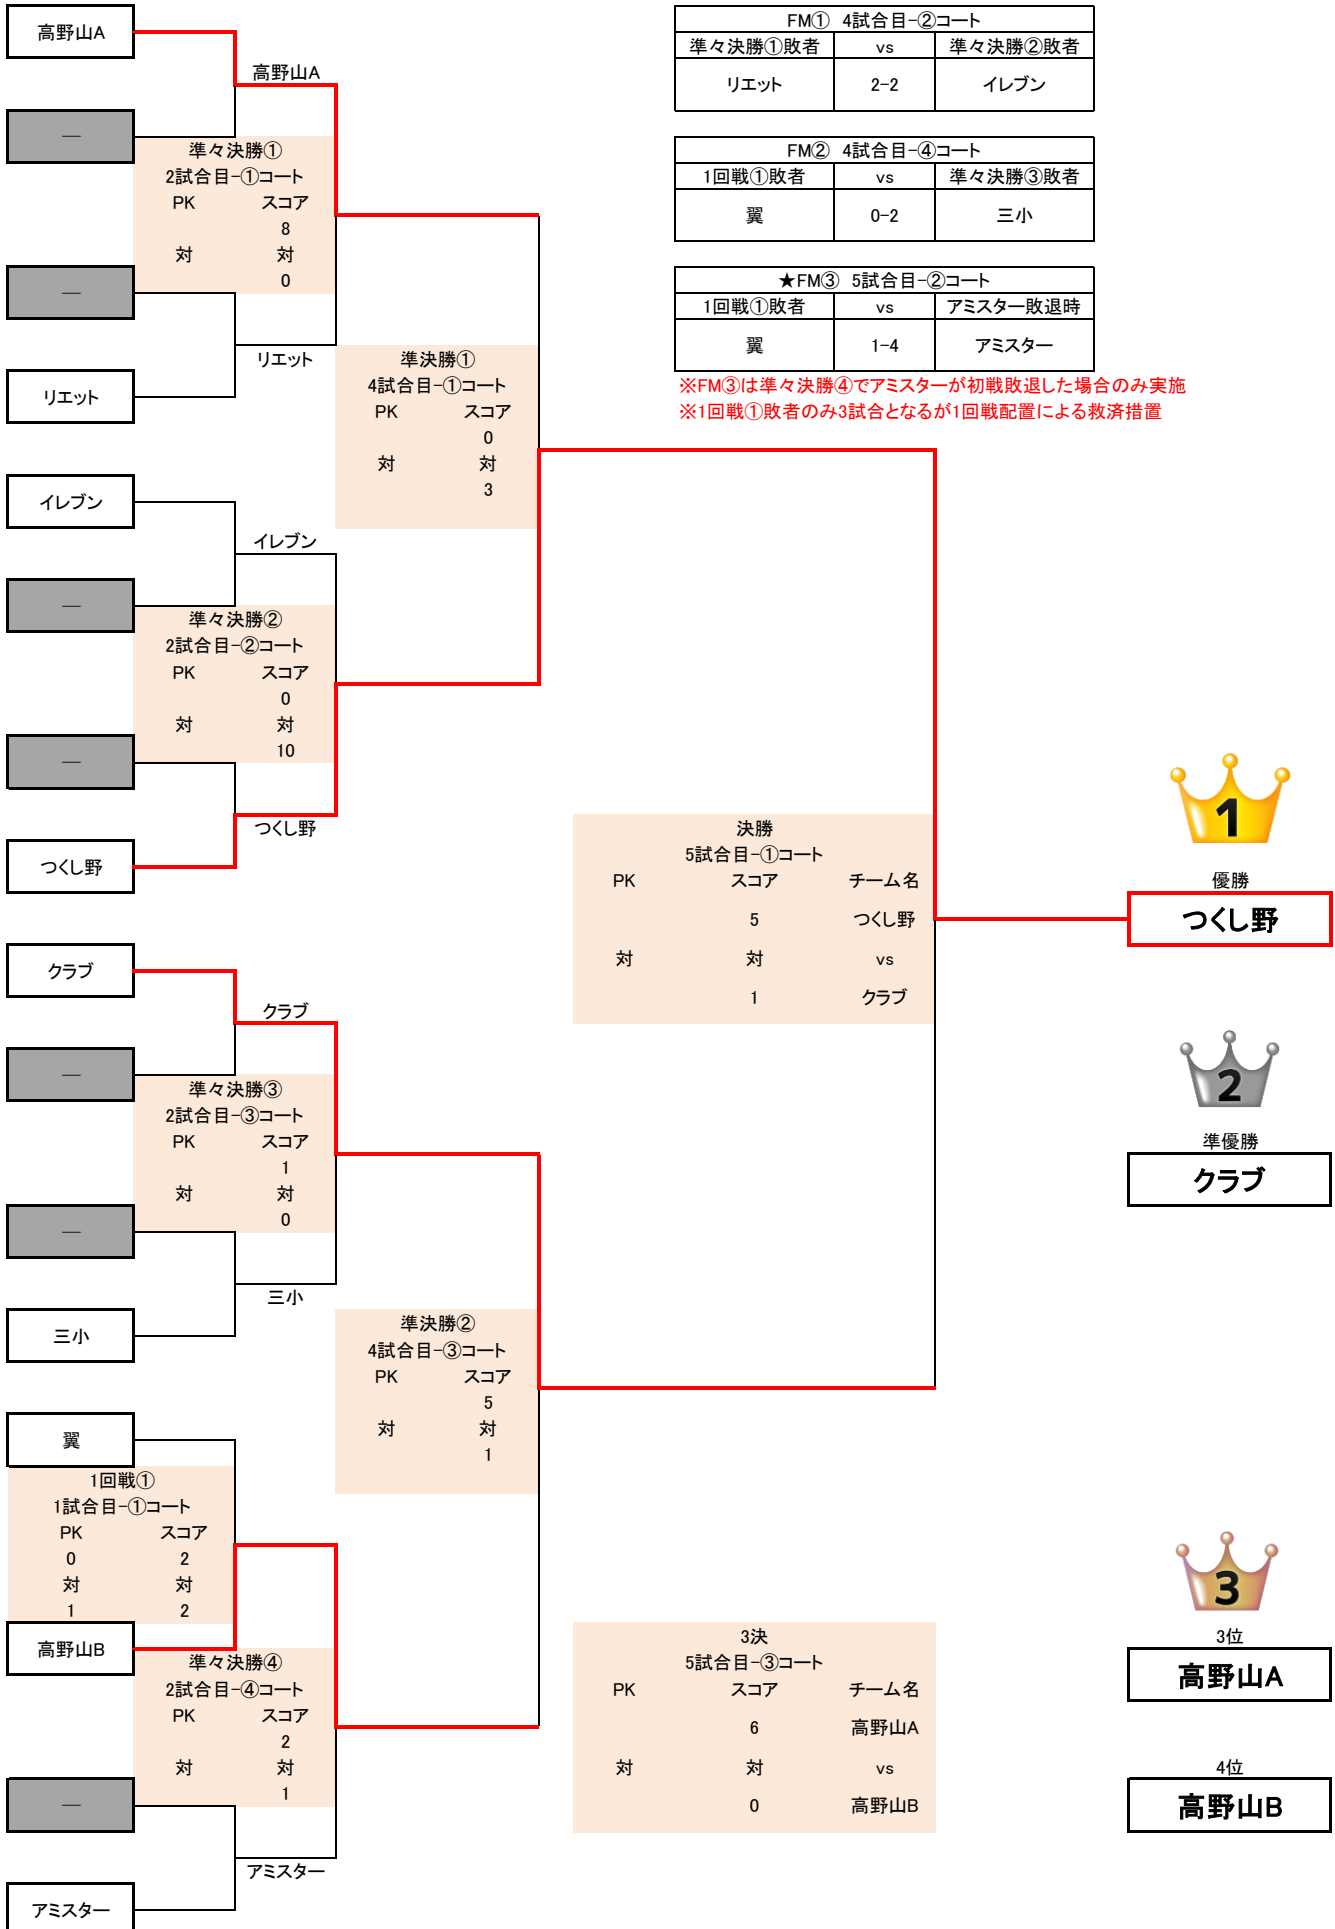 高野山A
高野山A
―
準々決勝①
2試合目-①コート
PK スコア
8
対 対
0
―
リエット
リエット
準決勝①
4試合目-①コート
PK スコア
0
対 対
3
イレブン
イレブン
―
準々決勝②
2試合目-②コート
PK スコア
0
対 対
10
―
つくし野
つくし野
クラブ
クラブ
―
準々決勝③
2試合目-③コート
PK スコア
1
対 対
0
―
三小
三小
準決勝②
4試合目-③コート
PK スコア
5
対 対
1
翼
1回戦①
1試合目-①コート
PK スコア
0 2
対 対
1 2
高野山B
準々決勝④
2試合目-④コート
PK スコア
2
対 対
1
―
アミスター
アミスター
FM① 4試合目-②コート
準々決勝①敗者 vs 準々決勝②敗者
リエット 2-2 イレブン
FM② 4試合目-④コート
1回戦①敗者 vs 準々決勝③敗者
翼 0-2 三小
★FM③ 5試合目-②コート
1回戦①敗者 vs アミスター敗退時
翼 1-4 アミスター
※FM③は準々決勝④でアミスターが初戦敗退した場合のみ実施
※1回戦①敗者のみ3試合となるが1回戦配置による救済措置
決勝
5試合目-①コート
PK スコア チーム名
5 つくし野
対 対 vs
1 クラブ
3決
5試合目-③コート
PK スコア チーム名
6 高野山A
対 対 vs
0 高野山B
1
優勝
つくし野
2
準優勝
クラブ
3
3位
高野山A
4位
高野山B